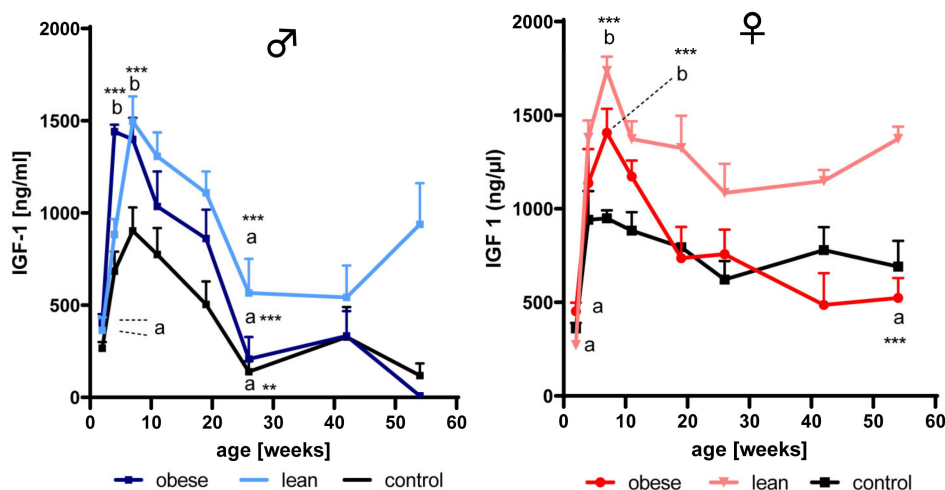 ♂
IGF-1 [ng/ml]
2000
1500
1000
500
0
***
b
***
b
a
***
a
a ***
a **
0 10 20 30 40 50 60
age [weeks]
obese lean control
♀
IGF 1 (ng/µl)
2000
1500
1000
500
0
***
b
***
b
a
a
a
***
0 10 20 30 40 50 60
age [weeks]
obese lean control